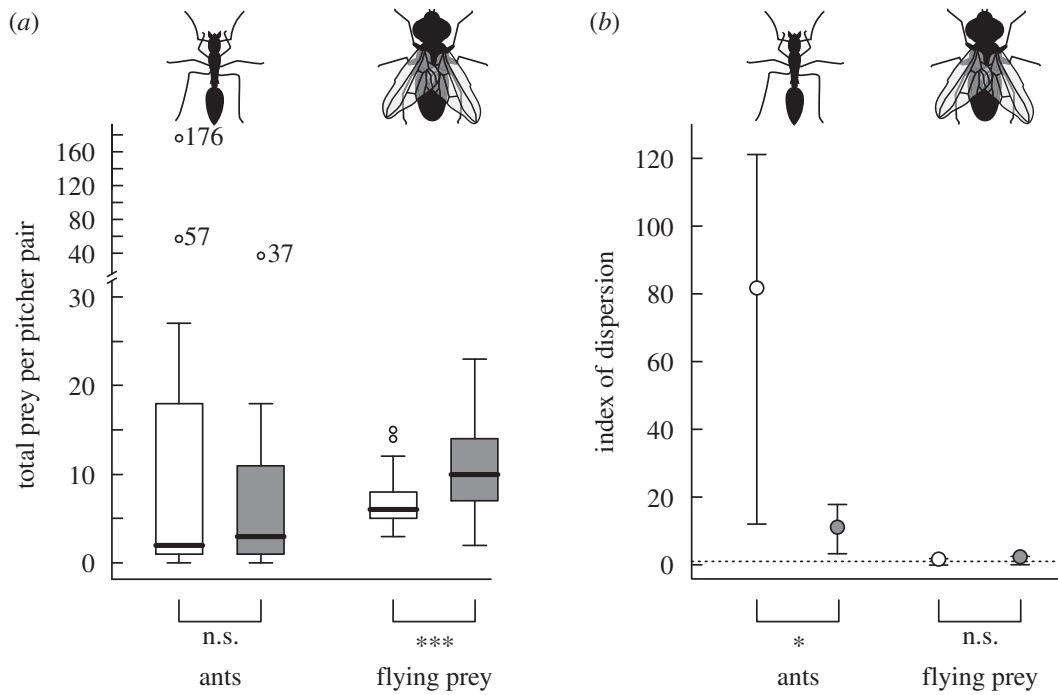 (a)
total prey per pitcher pair
160
120
80
40
30
20
10
0
176
57
37
n.s.
***
ants
flying prey
(b)
index of dispersion
120
100
80
60
40
20
0
*
n.s.
ants
flying prey